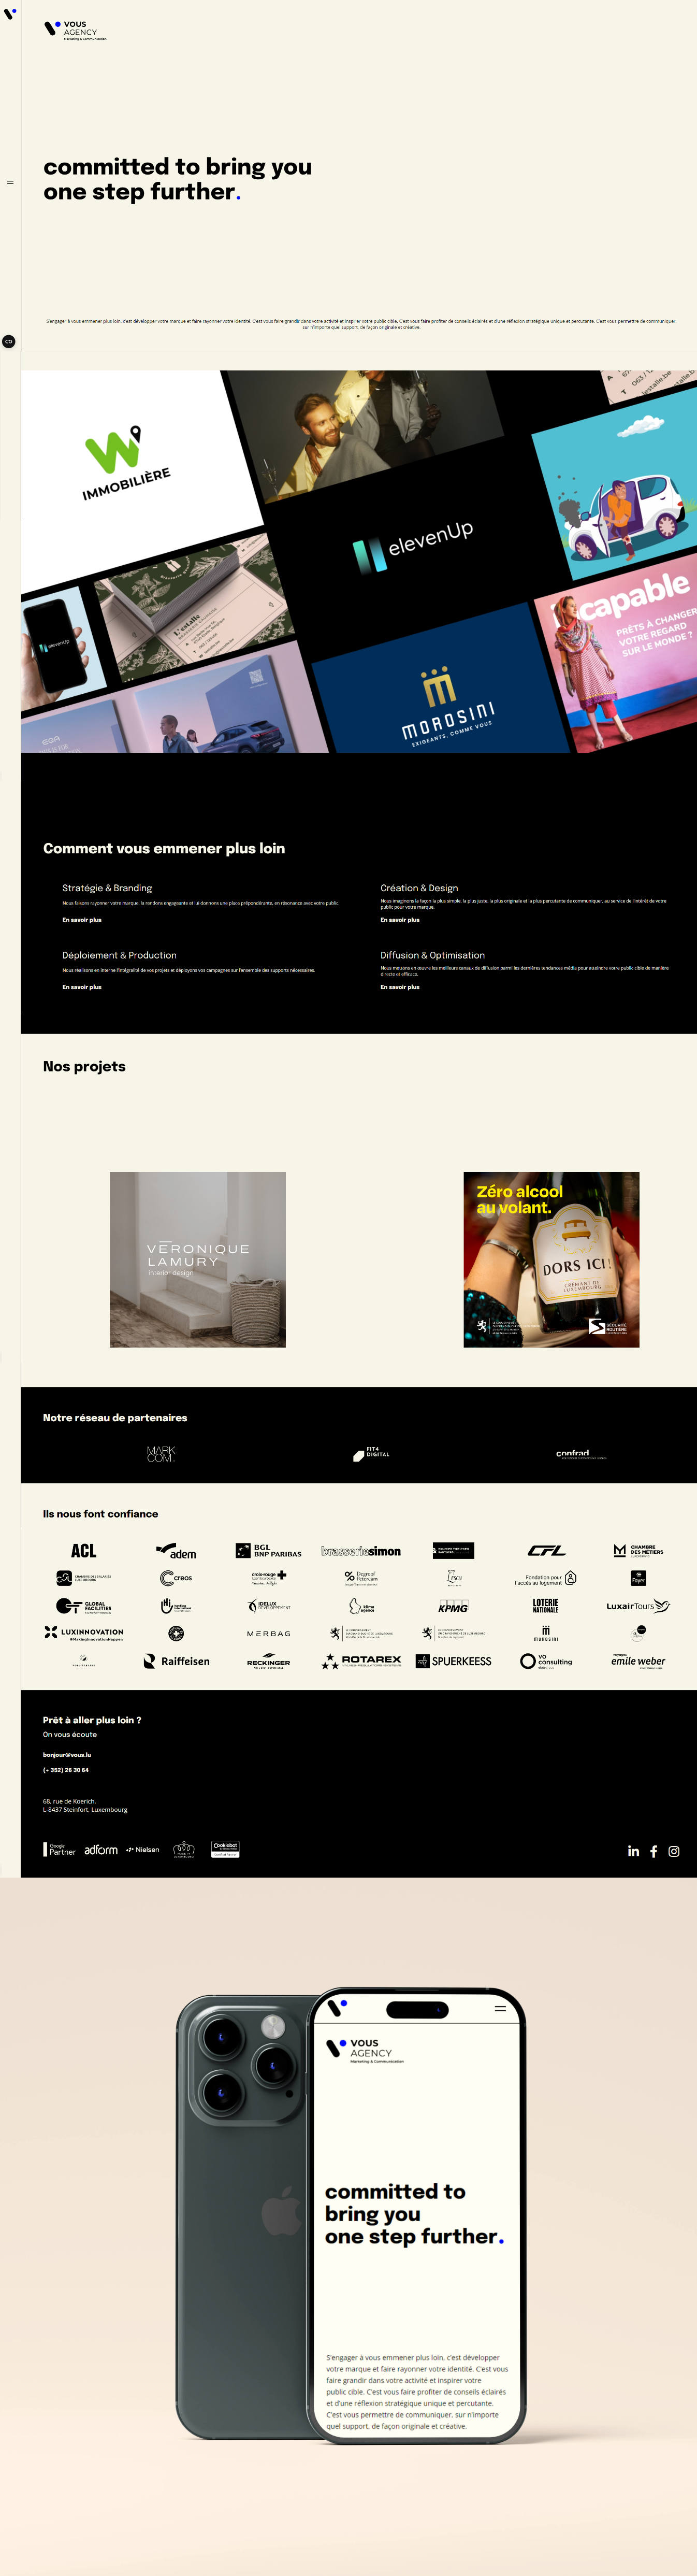 VOUS
AGENCY
Marketing & Communication
committed to bring you
one step further.
S'engager à vous emmener plus loin, c'est développer votre marque et faire rayonner votre identité. C'est vous faire grandir dans votre activité et inspirer votre public cible. C'est vous faire profiter de conseils éclairés et d'une réflexion stratégique unique et percutante. C'est vous permettre de communiquer,
sur n'importe quel support, de façon originale et créative.
IMMOBILIÈRE
elevenUp
elevenUp
L'estalle
capable
PRÊTS À CHANGER
VOTRE REGARD
SUR LE MONDE ?
MOROSINI
EXIGEANTS, COMME VOUS
Comment vous emmener plus loin
Stratégie & Branding
Nous faisons rayonner votre marque, la rendons engageante et lui donnons une place prépondérante, en résonance avec votre public.
En savoir plus
Création & Design
Nous imaginons la façon la plus simple, la plus juste, la plus originale et la plus percutante de communiquer, au service de l'intérêt de votre
public pour votre marque.
En savoir plus
Déploiement & Production
Nous réalisons en interne l'intégralité de vos projets et déployons vos campagnes sur l'ensemble des supports nécessaires.
En savoir plus
Diffusion & Optimisation
Nous mettons en œuvre les meilleurs canaux de diffusion parmi les dernières tendances média pour atteindre votre public cible de manière
directe et efficace.
En savoir plus
Nos projets
VERONIQUE
LAMURY
Interior design
Zéro alcool
au volant.
DORS ICI !
CRÉMANT DE
LUXEMBOURG
SÉCURITÉ
ROUTIÈRE
Notre réseau de partenaires
MARK
COM
FIT4
DIGITAL
confrad
Ils nous font confiance
ACL
adem
BGL
BNP PARIBAS
brasseriesimon
CFL
CHAMBRE
DES MÉTIERS
creos
croix-rouge
Degroof
Petercam
ESCH
Fondation pour
l'accès au logement
Foyer
GLOBAL
FACILITIES
IDELUX
DÉVELOPPEMENT
klima
agence
KPMG
LOTERIE
NATIONALE
LuxairTours
LUXINNOVATION
#MakingInnovationHappen
MERBAG
MOROSINI
Raiffeisen
RECKINGER
ROTAREX
SPUERKEESS
VO
consulting
voyages
emile weber
Prêt à aller plus loin ?
On vous écoute
bonjour@vous.lu
(+ 352) 26 30 64
68, rue de Koerich,
L-8437 Steinfort, Luxembourg
Google
Partner
adform
Nielsen
Cookiebot
in
VOUS
AGENCY
Marketing & Communication
committed to
bring you
one step further.
S'engager à vous emmener plus loin, c'est développer
votre marque et faire rayonner votre identité. C'est vous
faire grandir dans votre activité et inspirer votre
public cible. C'est vous faire profiter de conseils éclairés
et d'une réflexion stratégique unique et percutante.
C'est vous permettre de communiquer, sur n'importe
quel support, de façon originale et créative.